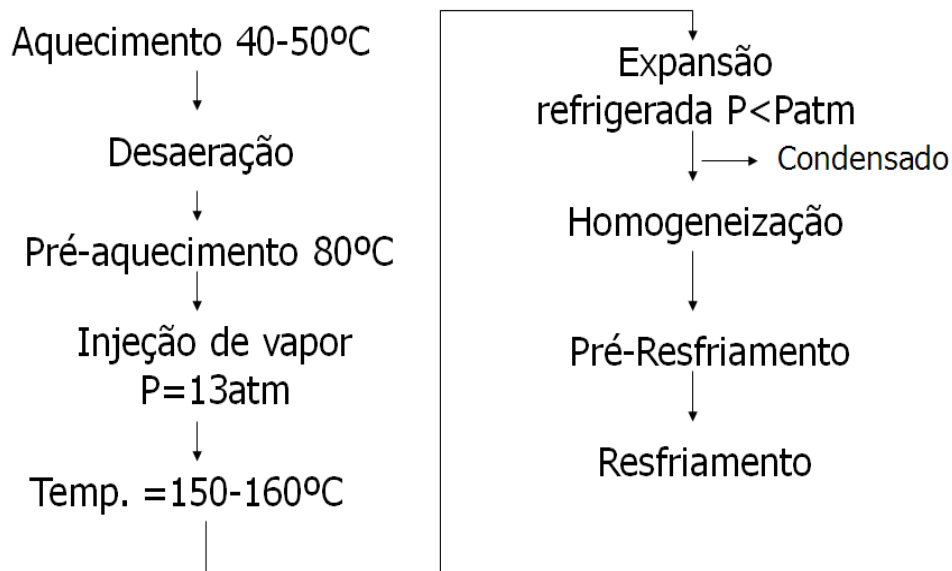 Aquecimento 40-50ºC
Desaeração
Pré-aquecimento 80ºC
Injeção de vapor
P=13atm
Temp. =150-160ºC
Expansão
refrigerada P<Patm
Condensado
Homogeneização
Pré-Resfriamento
Resfriamento